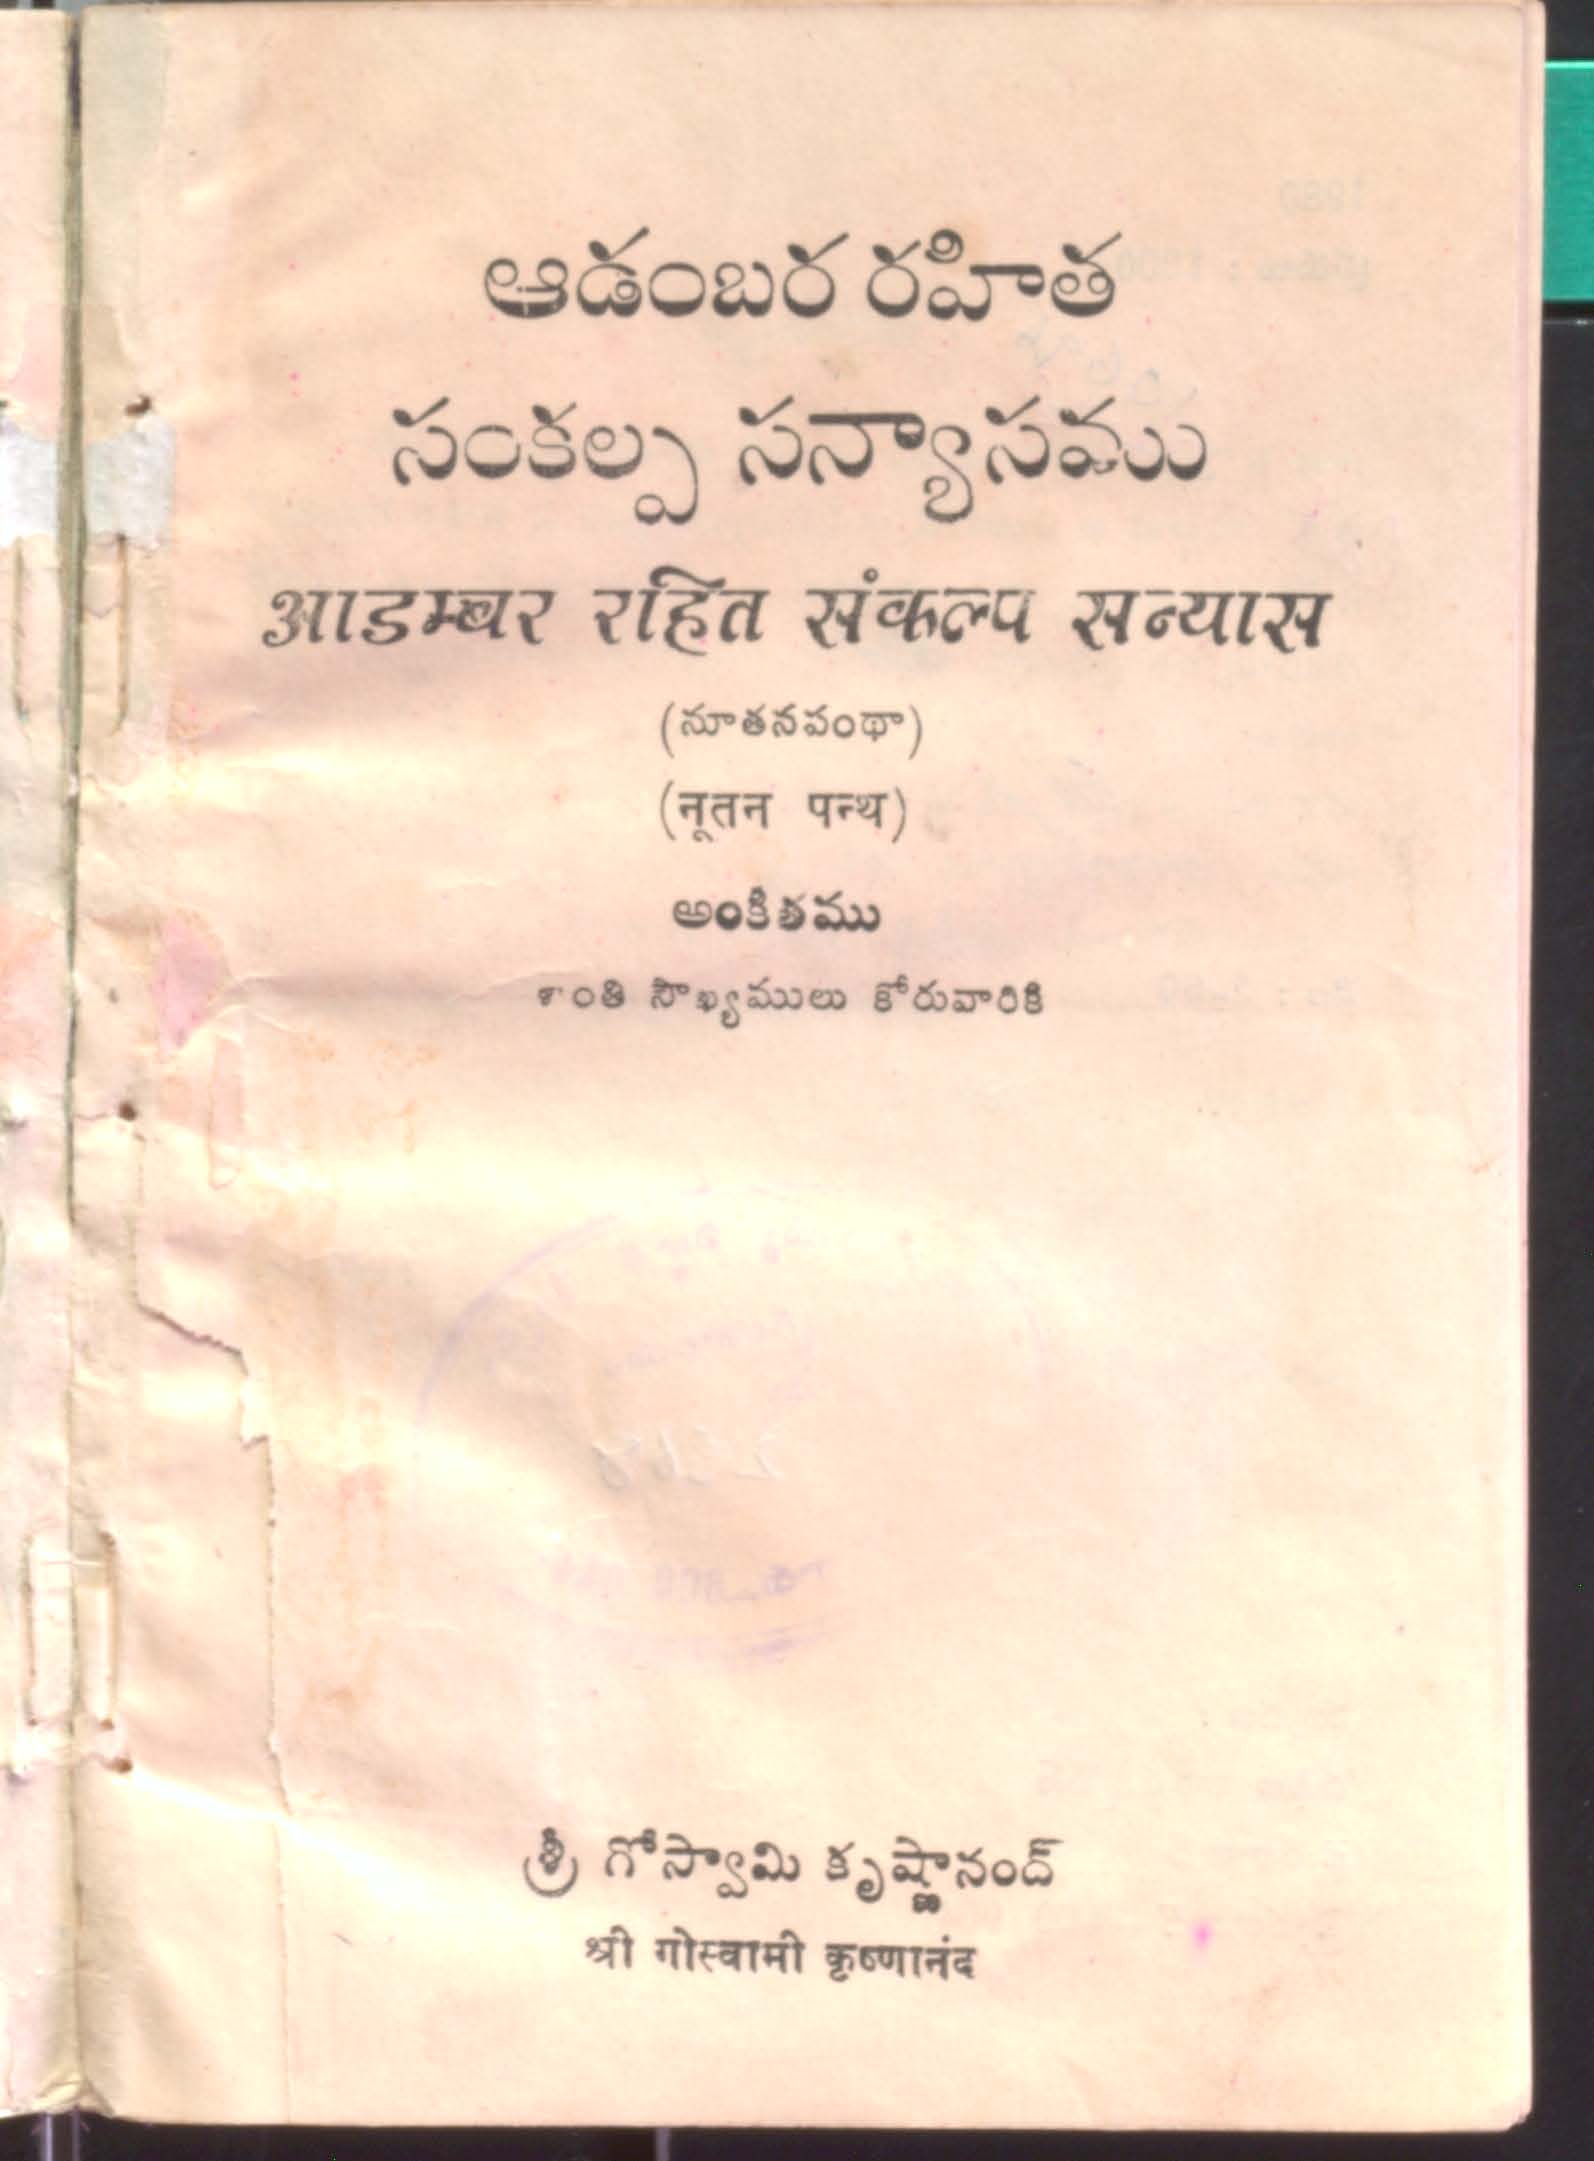 ఆడంబర రహిత
సంకల్ప సన్యాసము
आडम्बर रहित संकल्प सन्यास
(నూతనపంథా)
(नूतन पन्थ)
అంకితము
శాంతి సౌఖ్యములు కోరువారికి
శ్రీ గోస్వామి కృష్ణానంద్
श्री गोस्वामी कृष्णानंद